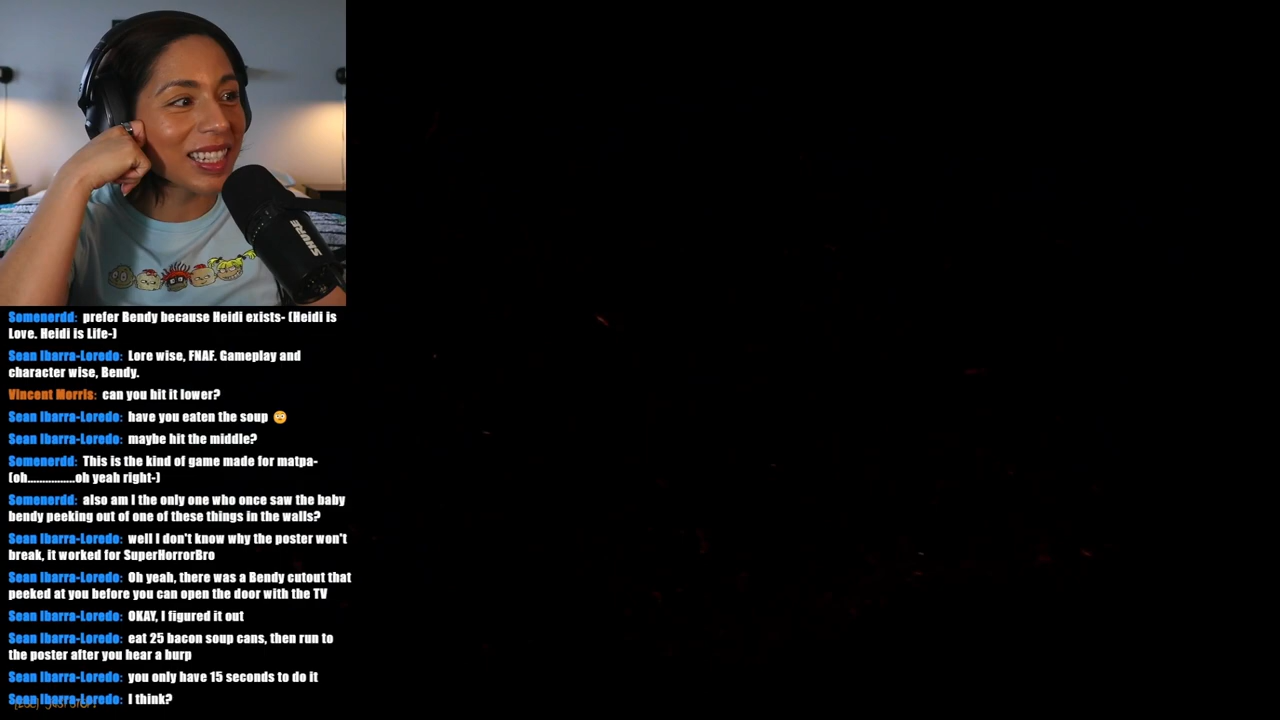 SHURE
Somenerdd: prefer Bendy because Heidi exists- (Heidi is
Love. Heidi is Life-)
Sean Ibarra-Loredo: Lore wise, FNAF. Gameplay and
character wise, Bendy.
Vincent Morris: can you hit it lower?
Sean Ibarra-Loredo: have you eaten the soup 😳
Sean Ibarra-Loredo: maybe hit the middle?
Somenerdd: This is the kind of game made for matpa-
(oh................oh yeah right-)
Somenerdd: also am I the only one who once saw the baby
bendy peeking out of one of these things in the walls?
Sean Ibarra-Loredo: well I don't know why the poster won't
break, it worked for SuperHorrorBro
Sean Ibarra-Loredo: Oh yeah, there was a Bendy cutout that
peeked at you before you can open the door with the TV
Sean Ibarra-Loredo: OKAY, I figured it out
Sean Ibarra-Loredo: eat 25 bacon soup cans, then run to
the poster after you hear a burp
Sean Ibarra-Loredo: you only have 15 seconds to do it
Sean Ibarra-Loredo: I think?